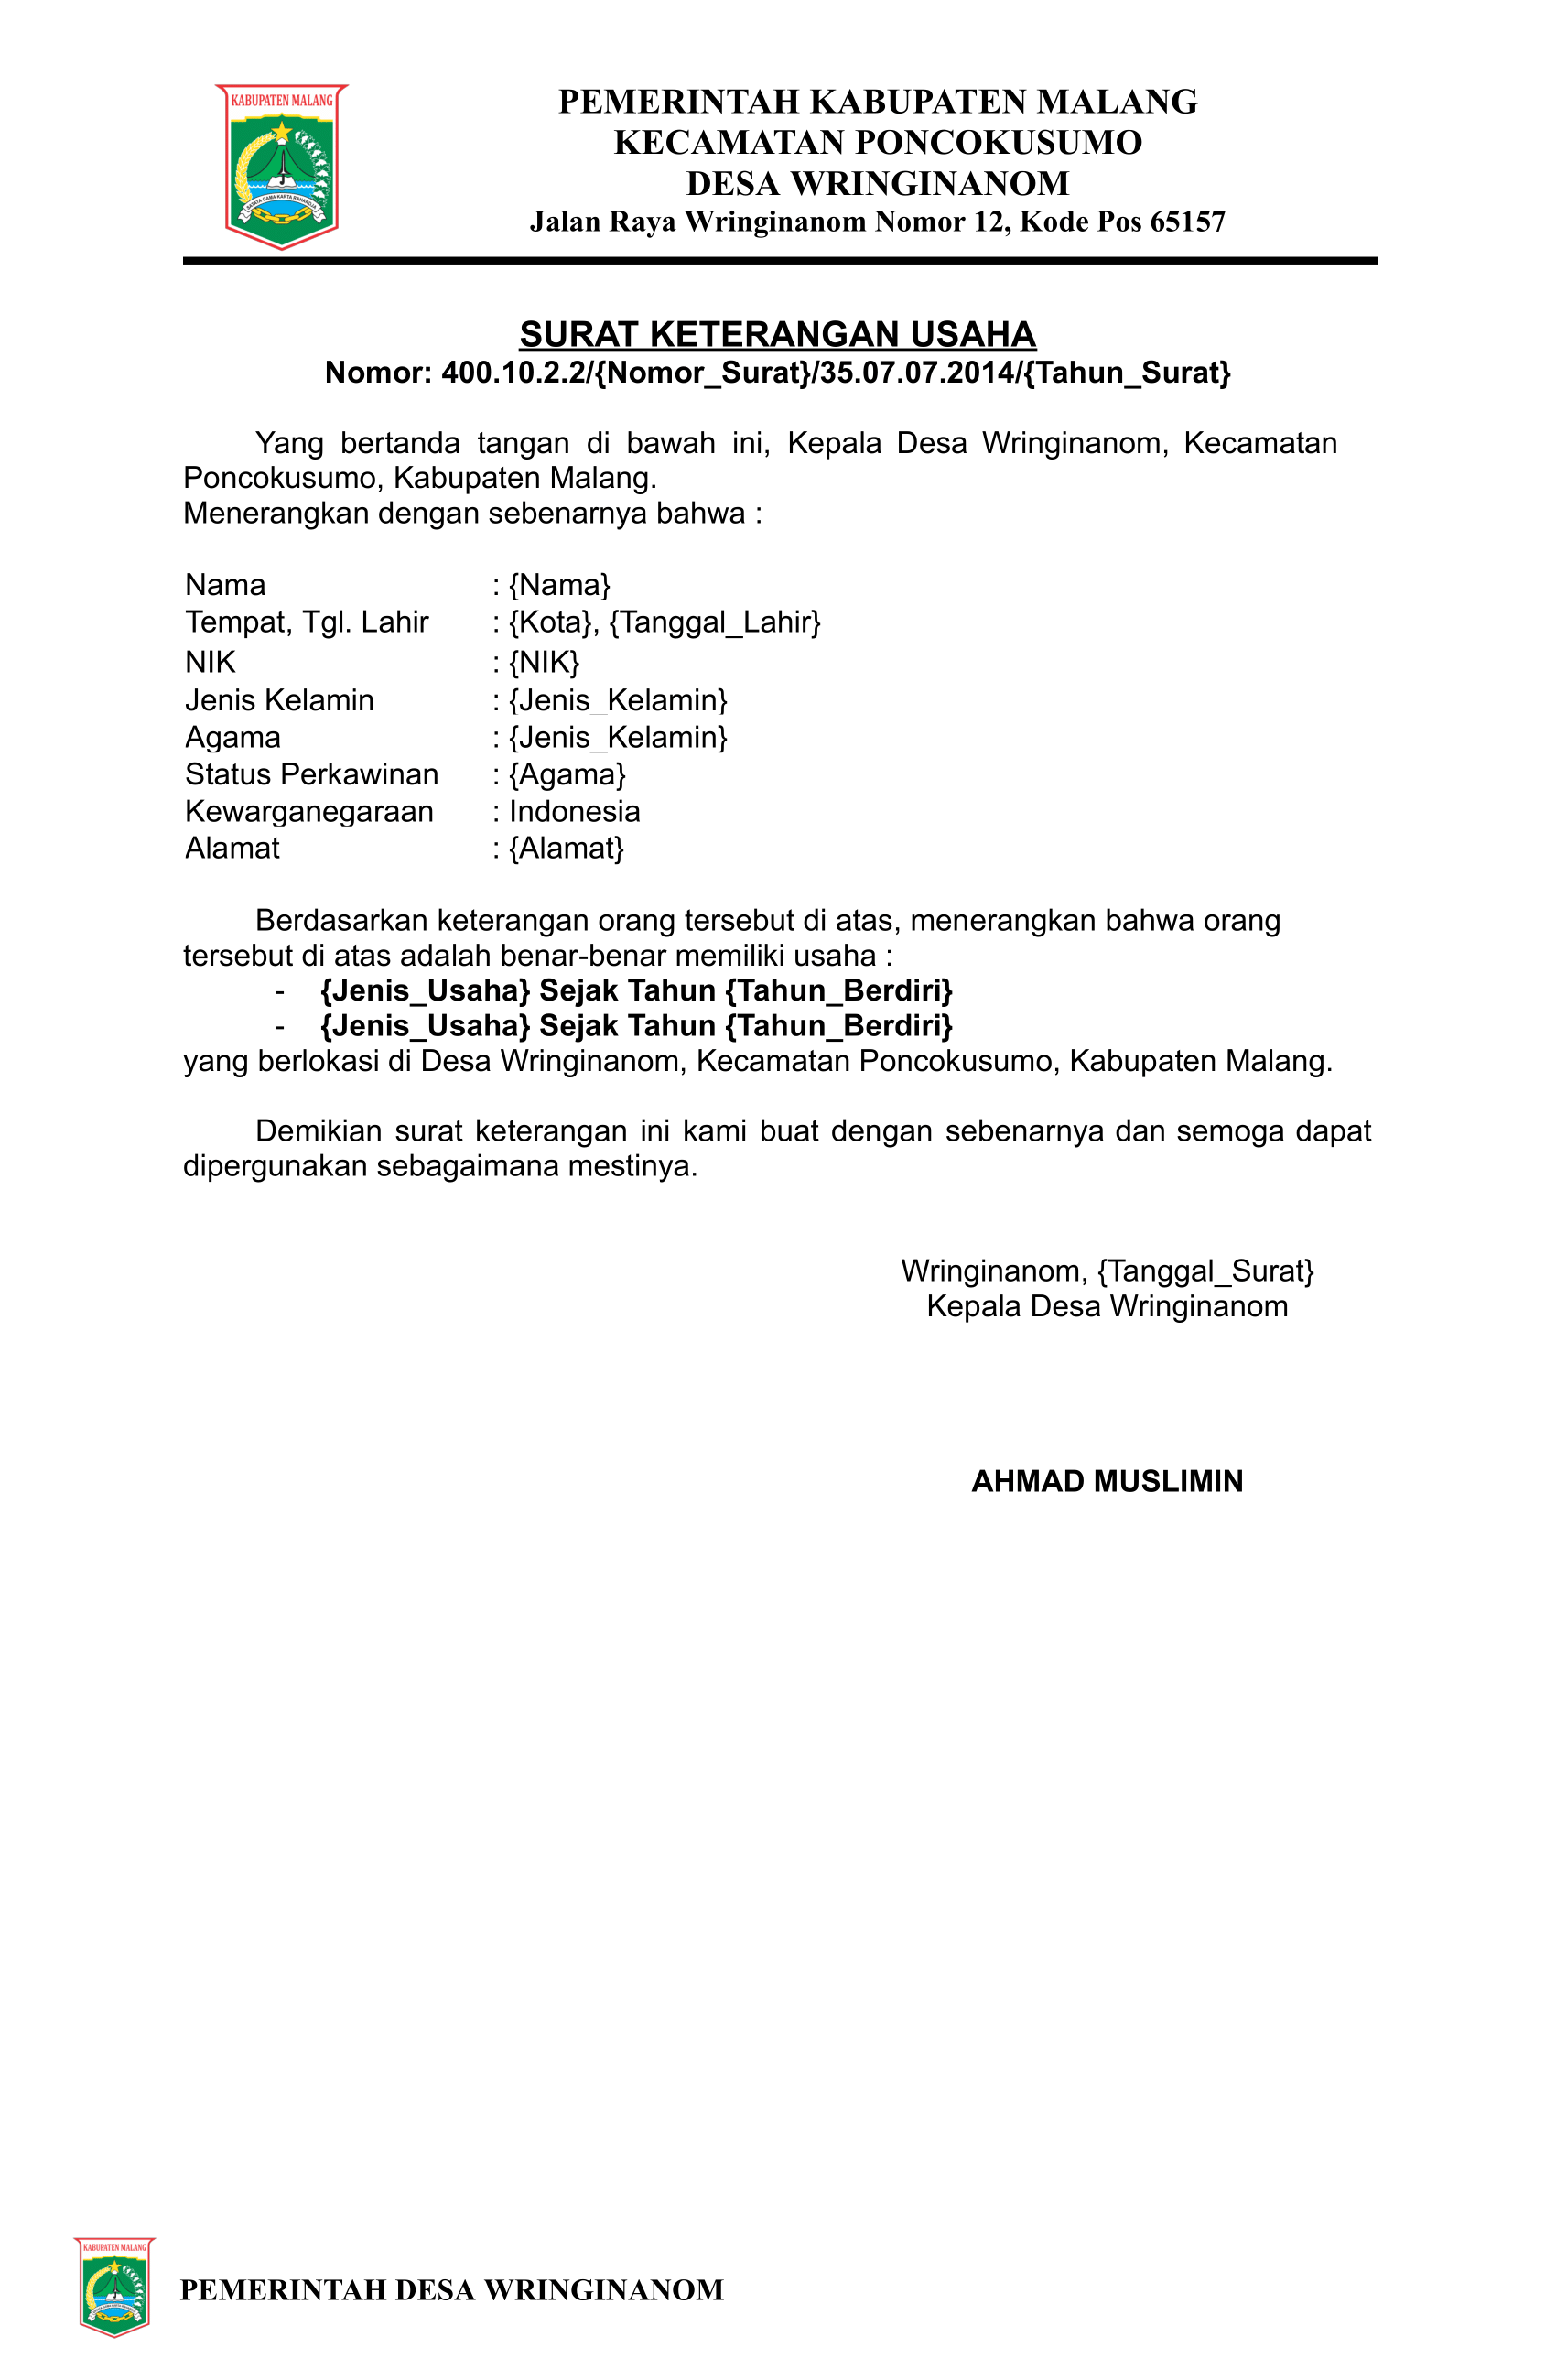 KABUPATEN MALANG
SATATA GAMA KARTA RAHARDJA
PEMERINTAH KABUPATEN MALANG
KECAMATAN PONCOKUSUMO
DESA WRINGINANOM
Jalan Raya Wringinanom Nomor 12, Kode Pos 65157
SURAT KETERANGAN USAHA
Nomor: 400.10.2.2/{Nomor_Surat}/35.07.07.2014/{Tahun_Surat}
Yang bertanda tangan di bawah ini, Kepala Desa Wringinanom, Kecamatan
Poncokusumo, Kabupaten Malang.
Menerangkan dengan sebenarnya bahwa :
Nama : {Nama}
Tempat, Tgl. Lahir : {Kota}, {Tanggal_Lahir}
NIK : {NIK}
Jenis Kelamin : {Jenis_Kelamin}
Agama : {Jenis_Kelamin}
Status Perkawinan : {Agama}
Kewarganegaraan : Indonesia
Alamat : {Alamat}
Berdasarkan keterangan orang tersebut di atas, menerangkan bahwa orang
tersebut di atas adalah benar-benar memiliki usaha :
- {Jenis_Usaha} Sejak Tahun {Tahun_Berdiri}
- {Jenis_Usaha} Sejak Tahun {Tahun_Berdiri}
yang berlokasi di Desa Wringinanom, Kecamatan Poncokusumo, Kabupaten Malang.
Demikian surat keterangan ini kami buat dengan sebenarnya dan semoga dapat
dipergunakan sebagaimana mestinya.
Wringinanom, {Tanggal_Surat}
Kepala Desa Wringinanom
AHMAD MUSLIMIN
KABUPATEN MALANG
PEMERINTAH DESA WRINGINANOM